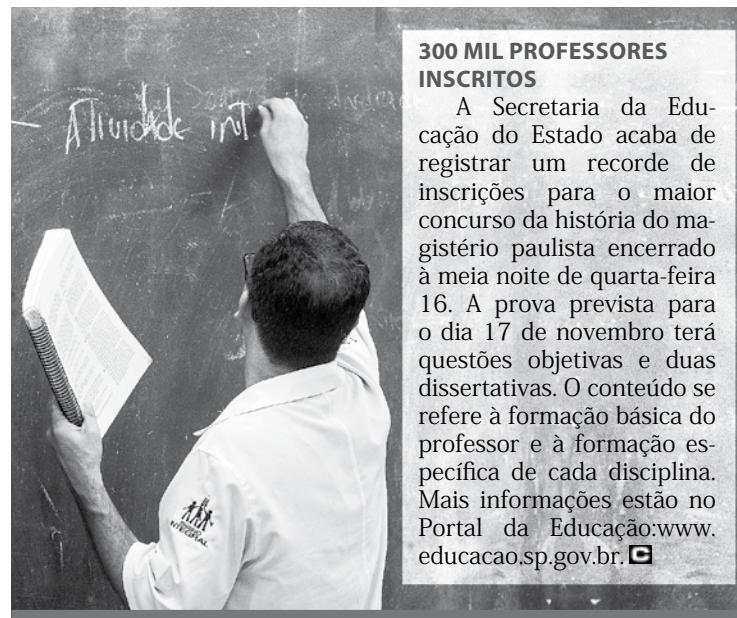 300 MIL PROFESSORES
INSCRITOS
A Secretaria da Edu-
cação do Estado acaba de
registrar um recorde de
inscrições para o maior
concurso da história do ma-
gistério paulista encerrado
à meia noite de quarta-feira
16. A prova prevista para
o dia 17 de novembro terá
questões objetivas e duas
dissertativas. O conteúdo se
refere à formação básica do
professor e à formação es-
pecífica de cada disciplina.
Mais informações estão no
Portal da Educação:www.
educacao.sp.gov.br. C
Atividade int
INTEGRAL